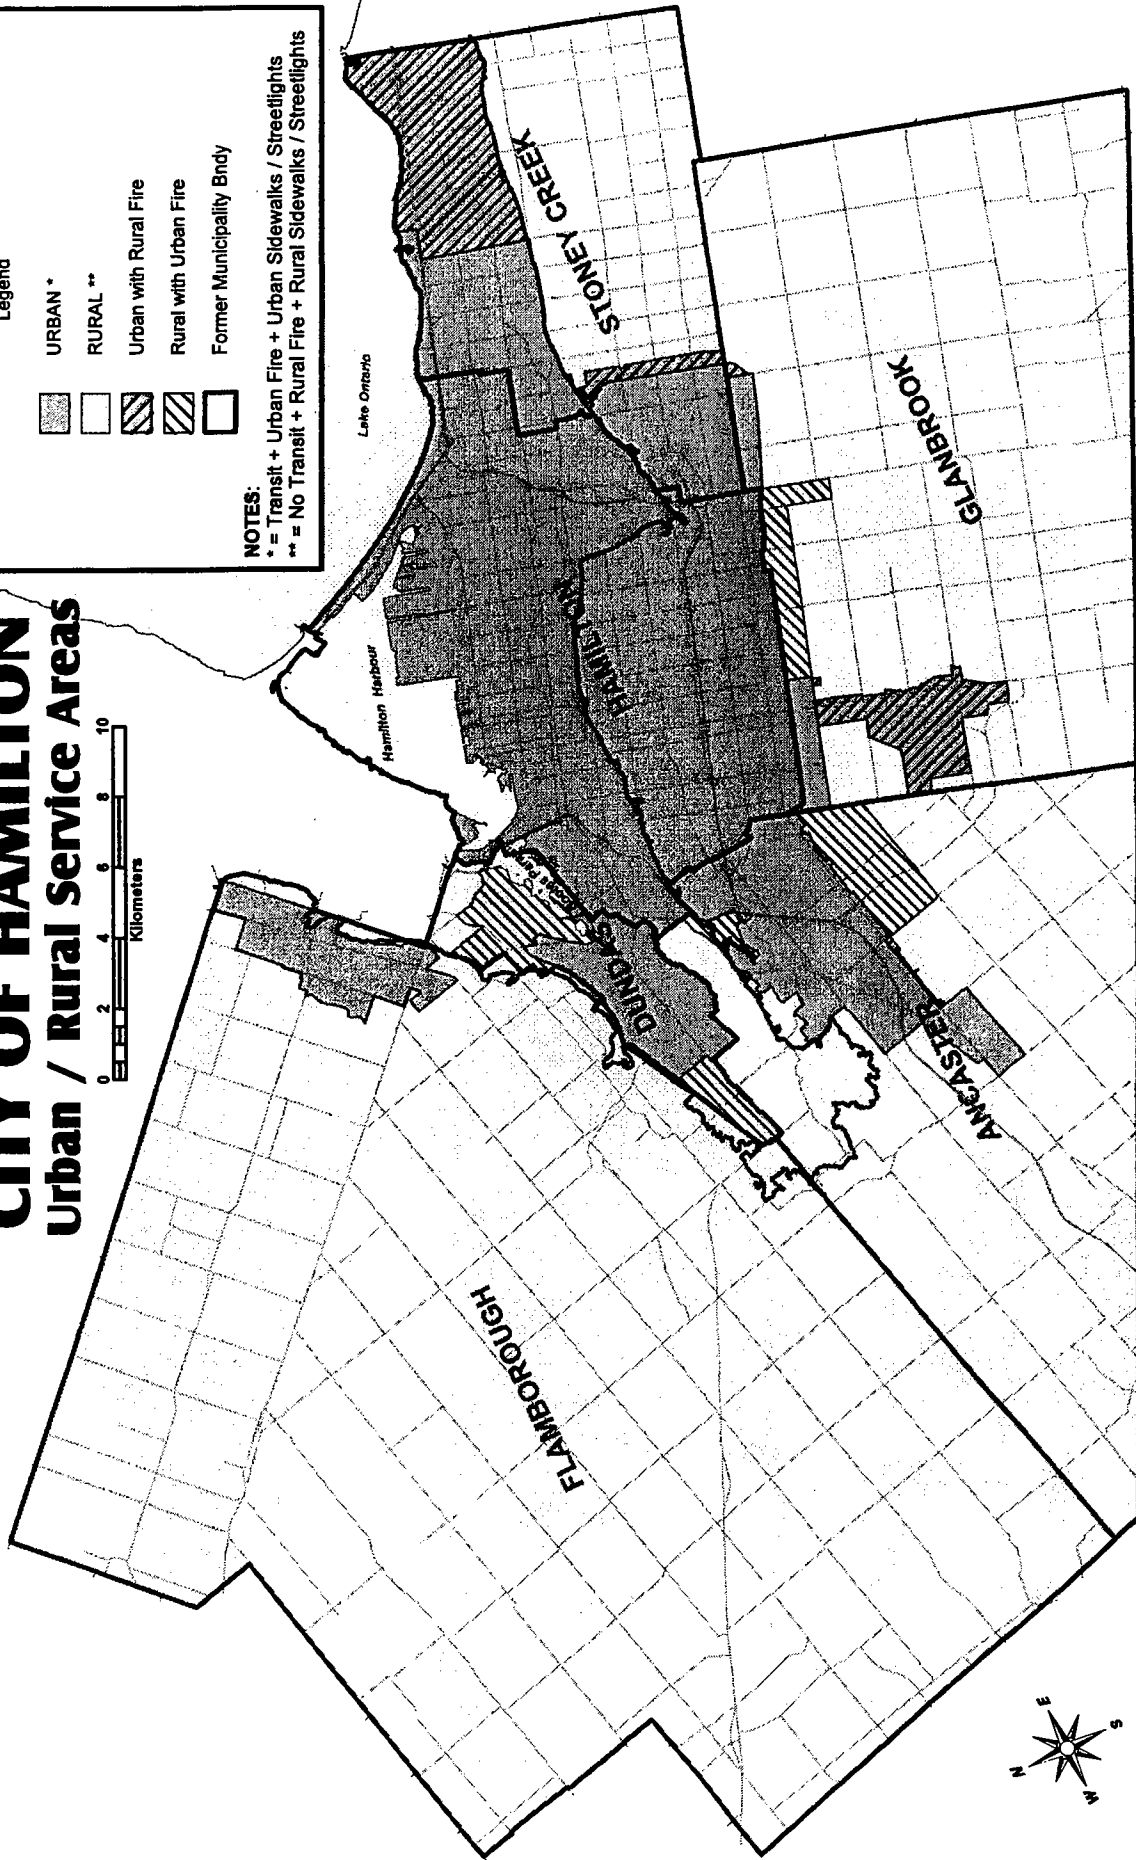 CITY OF HAMILTON
Urban / Rural Service Areas
0 2 4 6 8 10
Kilometers
Legend
URBAN *
RURAL **
Urban with Rural Fire
Rural with Urban Fire
Former Municipality Bndy
NOTES:
* = Transit + Urban Fire + Urban Sidewalks / Streetlights
** = No Transit + Rural Fire + Rural Sidewalks / Streetlights
Lake Ontario
Hamilton Harbour
STONEY CREEK
HAMILTON
GLANBROOK
DUNDAS
ANCASTER
FLAMBOROUGH
N
E
S
W